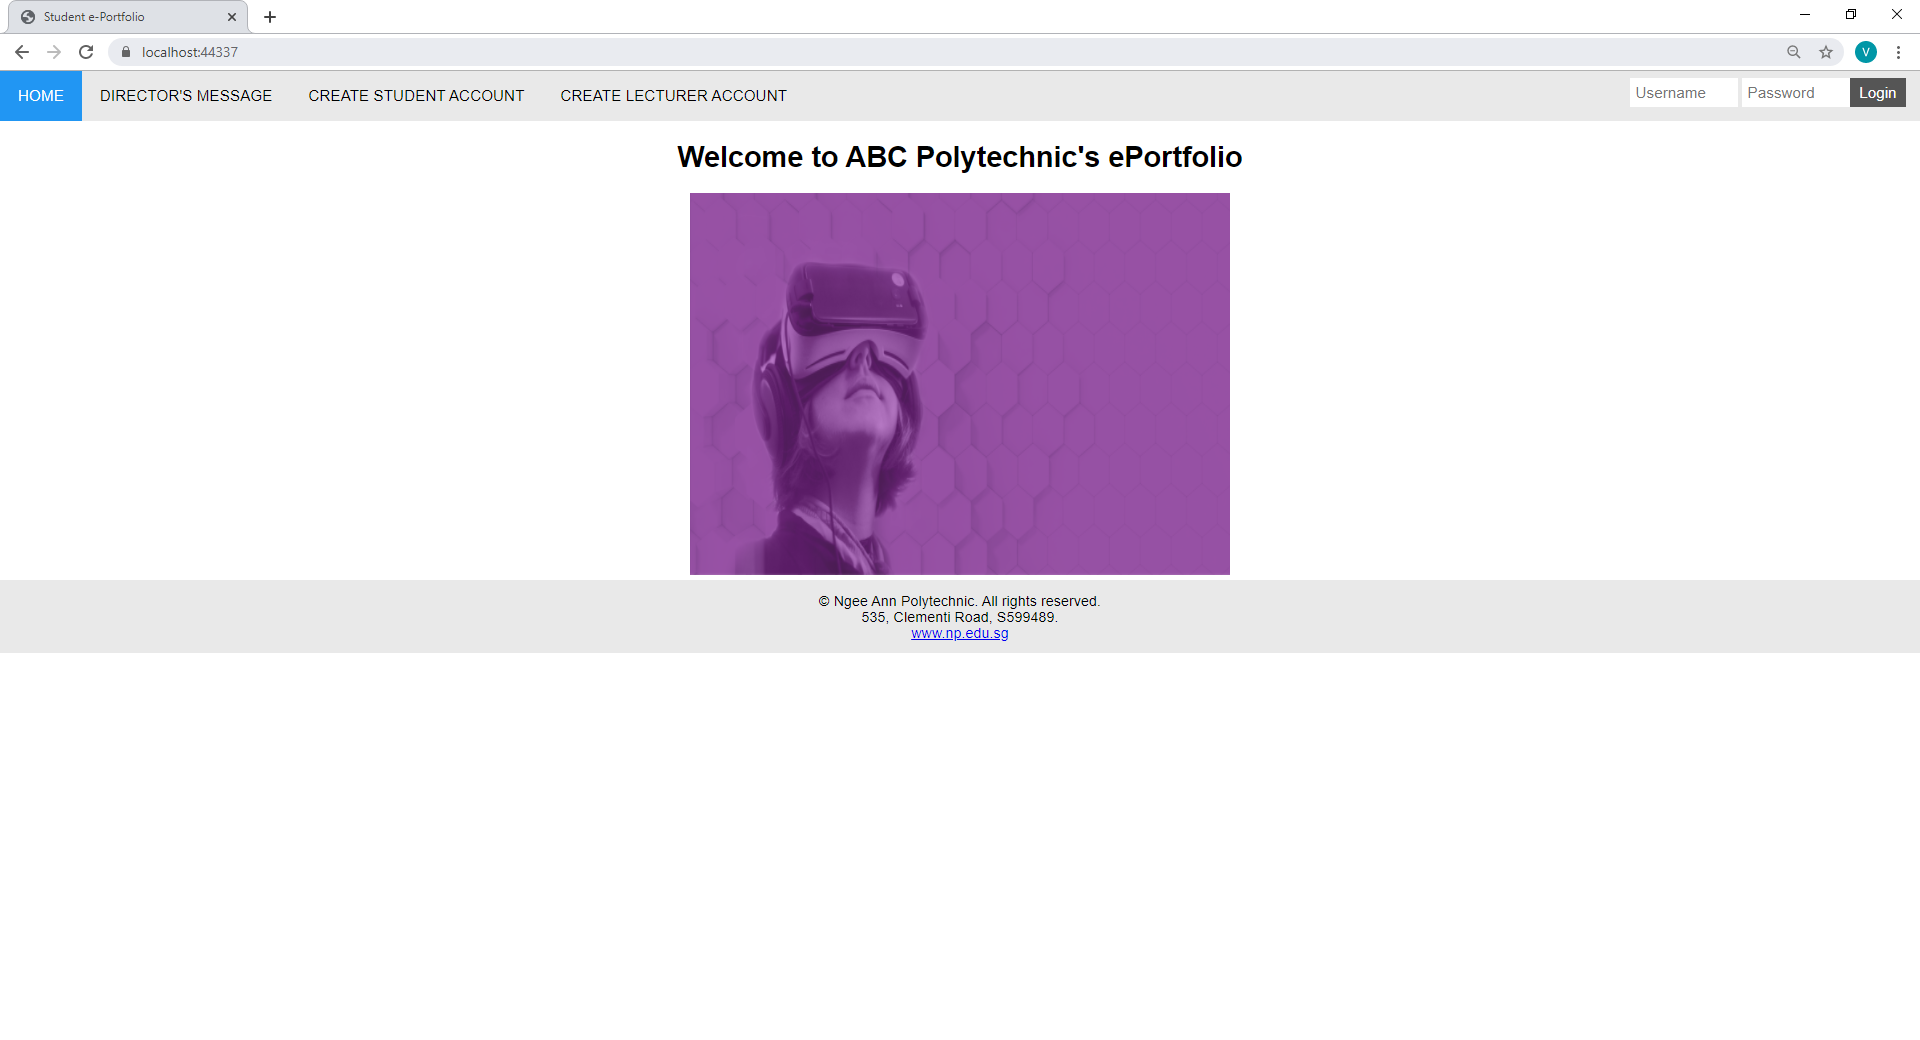 Student e-Portfolio
localhost:44337
V
HOME DIRECTOR'S MESSAGE CREATE STUDENT ACCOUNT CREATE LECTURER ACCOUNT Username Password Login
Welcome to ABC Polytechnic's ePortfolio
© Ngee Ann Polytechnic. All rights reserved.
535, Clementi Road, S599489.
www.np.edu.sg